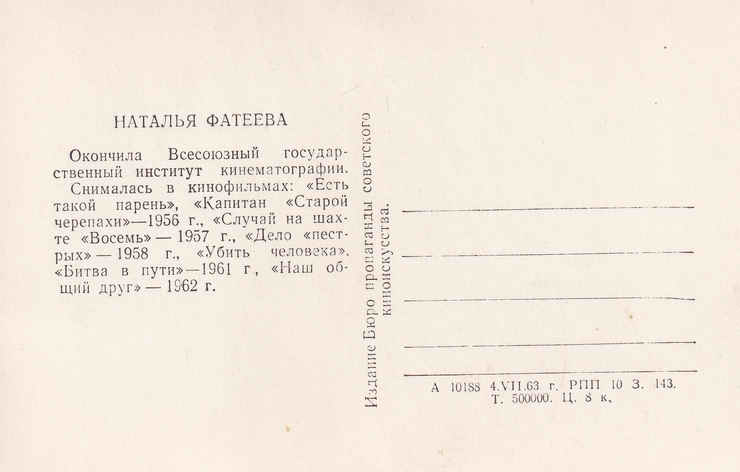 НАТАЛЬЯ ФАТЕЕВА
Окончила Всесоюзный государ-
ственный институт кинематографии.
Снималась в кинофильмах: «Есть
такой парень», «Капитан «Старой
черепахи»—1956 г., «Случай на шах-
те «Восемь» — 1957 г., «Дело «пест-
рых» — 1958 г., «Убить человека»,
«Битва в пути»—1961 г, «Наш об-
щий друг» — 1962 г.
Издание Бюро пропаганды советского
киноискусства.
А 10188 4.VII.63 г. РПП 10 З. 143.
Т. 500000. Ц. 8 к.